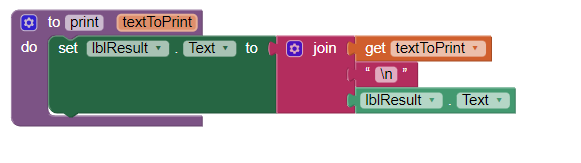 to print textToPrint
do set lblResult . Text to join get textToPrint
“ \n ”
lblResult . Text